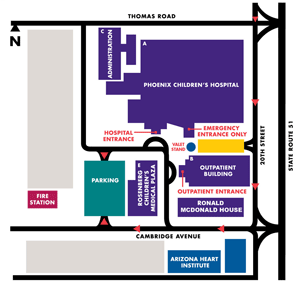 THOMAS ROAD
N
C
ADMINISTRATION
A
PHOENIX CHILDREN'S HOSPITAL
HOSPITAL
ENTRANCE
EMERGENCY
ENTRANCE ONLY
VALET
STAND
20TH STREET
STATE ROUTE 51
B
OUTPATIENT
BUILDING
OUTPATIENT ENTRANCE
PARKING
ROSENBERG
CHILDREN'S
MEDICAL PLAZA
FIRE
STATION
RONALD
MCDONALD HOUSE
CAMBRIDGE AVENUE
ARIZONA HEART
INSTITUTE